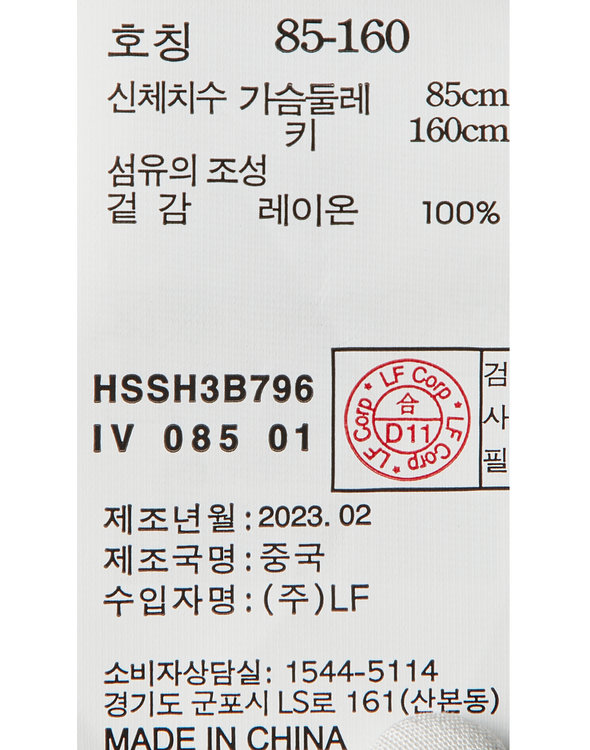 호칭 85-160
신체치수 가슴둘레 85cm
키 160cm
섬유의 조성
겉 감 레이온 100%
HSSH3B796
IV 085 01
LF Corp * LF Corp * LF Corp *
合
D11
검
사
필
제조년월:2023. 02
제조국명:중국
수입자명:(주)LF
소비자상담실: 1544-5114
경기도 군포시 LS로 161(산본동)
MADE IN CHINA